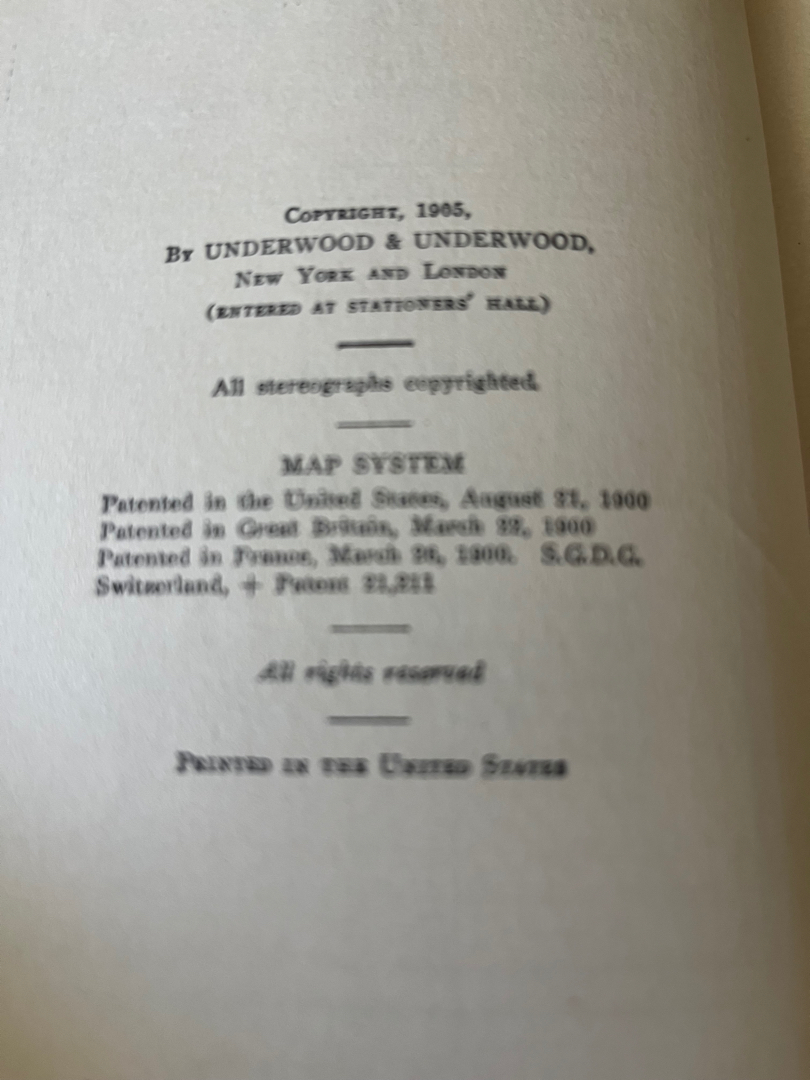 COPYRIGHT, 1905,
BY UNDERWOOD & UNDERWOOD,
NEW YORK AND LONDON
(ENTERED AT STATIONERS' HALL)
All stereographs copyrighted.
MAP SYSTEM
Patented in the United States, August 21, 1900
Patented in Great Britain, March 22, 1900
Patented in France, March 26, 1900. S.G.D.G.
Switzerland, + Patent 21,211
All rights reserved
PRINTED IN THE UNITED STATES